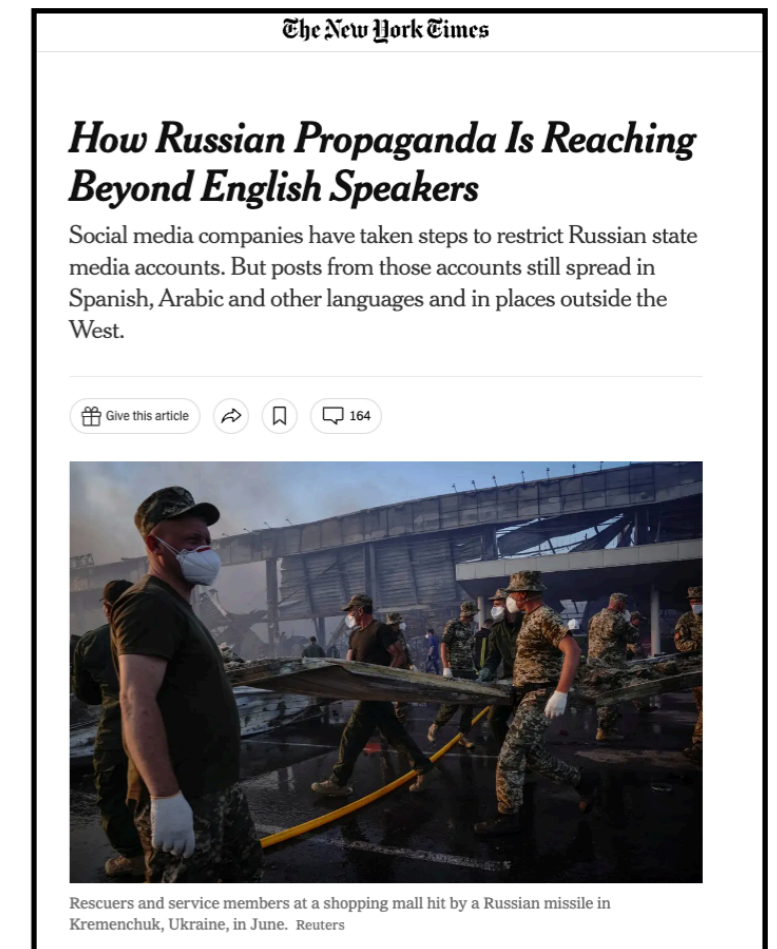 The New York Times
How Russian Propaganda Is Reaching
Beyond English Speakers
Social media companies have taken steps to restrict Russian state
media accounts. But posts from those accounts still spread in
Spanish, Arabic and other languages and in places outside the
West.
Give this article 164
Rescuers and service members at a shopping mall hit by a Russian missile in
Kremenchuk, Ukraine, in June. Reuters